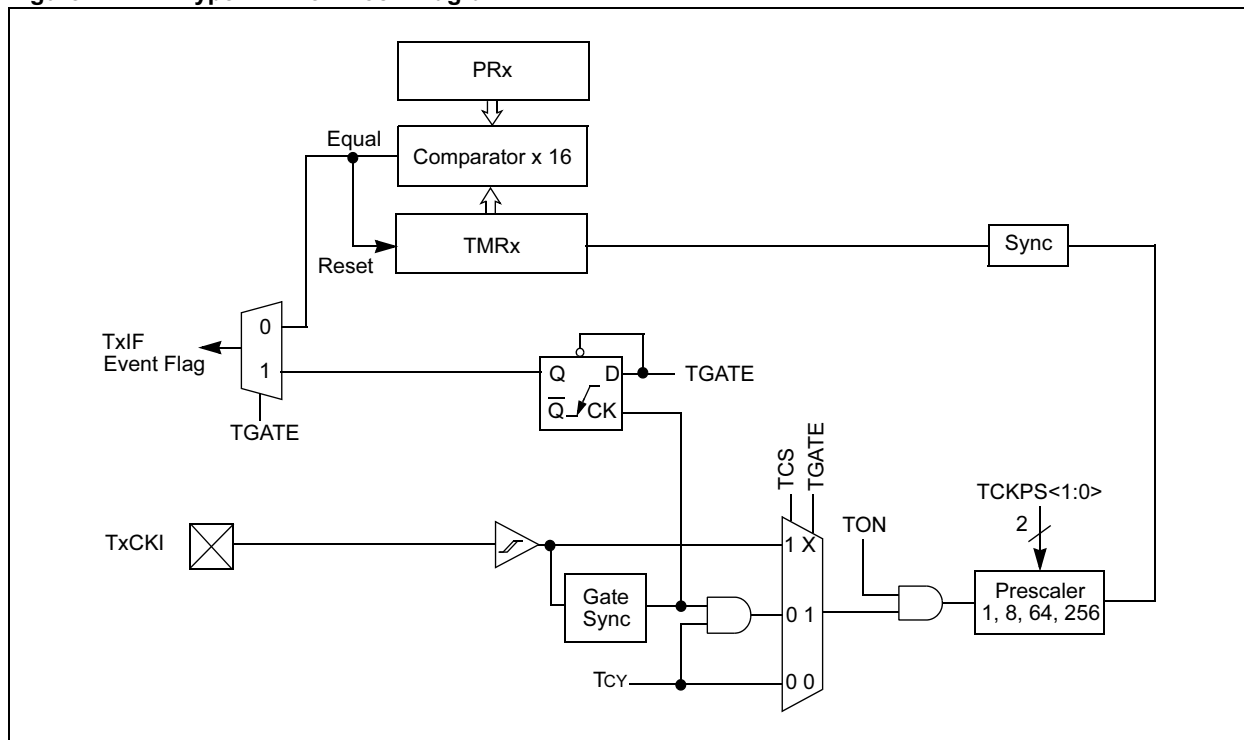 PRx
Equal
Comparator x 16
TMRx
Reset
Sync
0
TxIF
Event Flag
1
Q D
TGATE
Q CK
TGATE
TCS
TGATE
TCKPS<1:0>
TON
2
TxCKI
1 X
Gate
Sync
0 1
Prescaler
1, 8, 64, 256
TCY
0 0